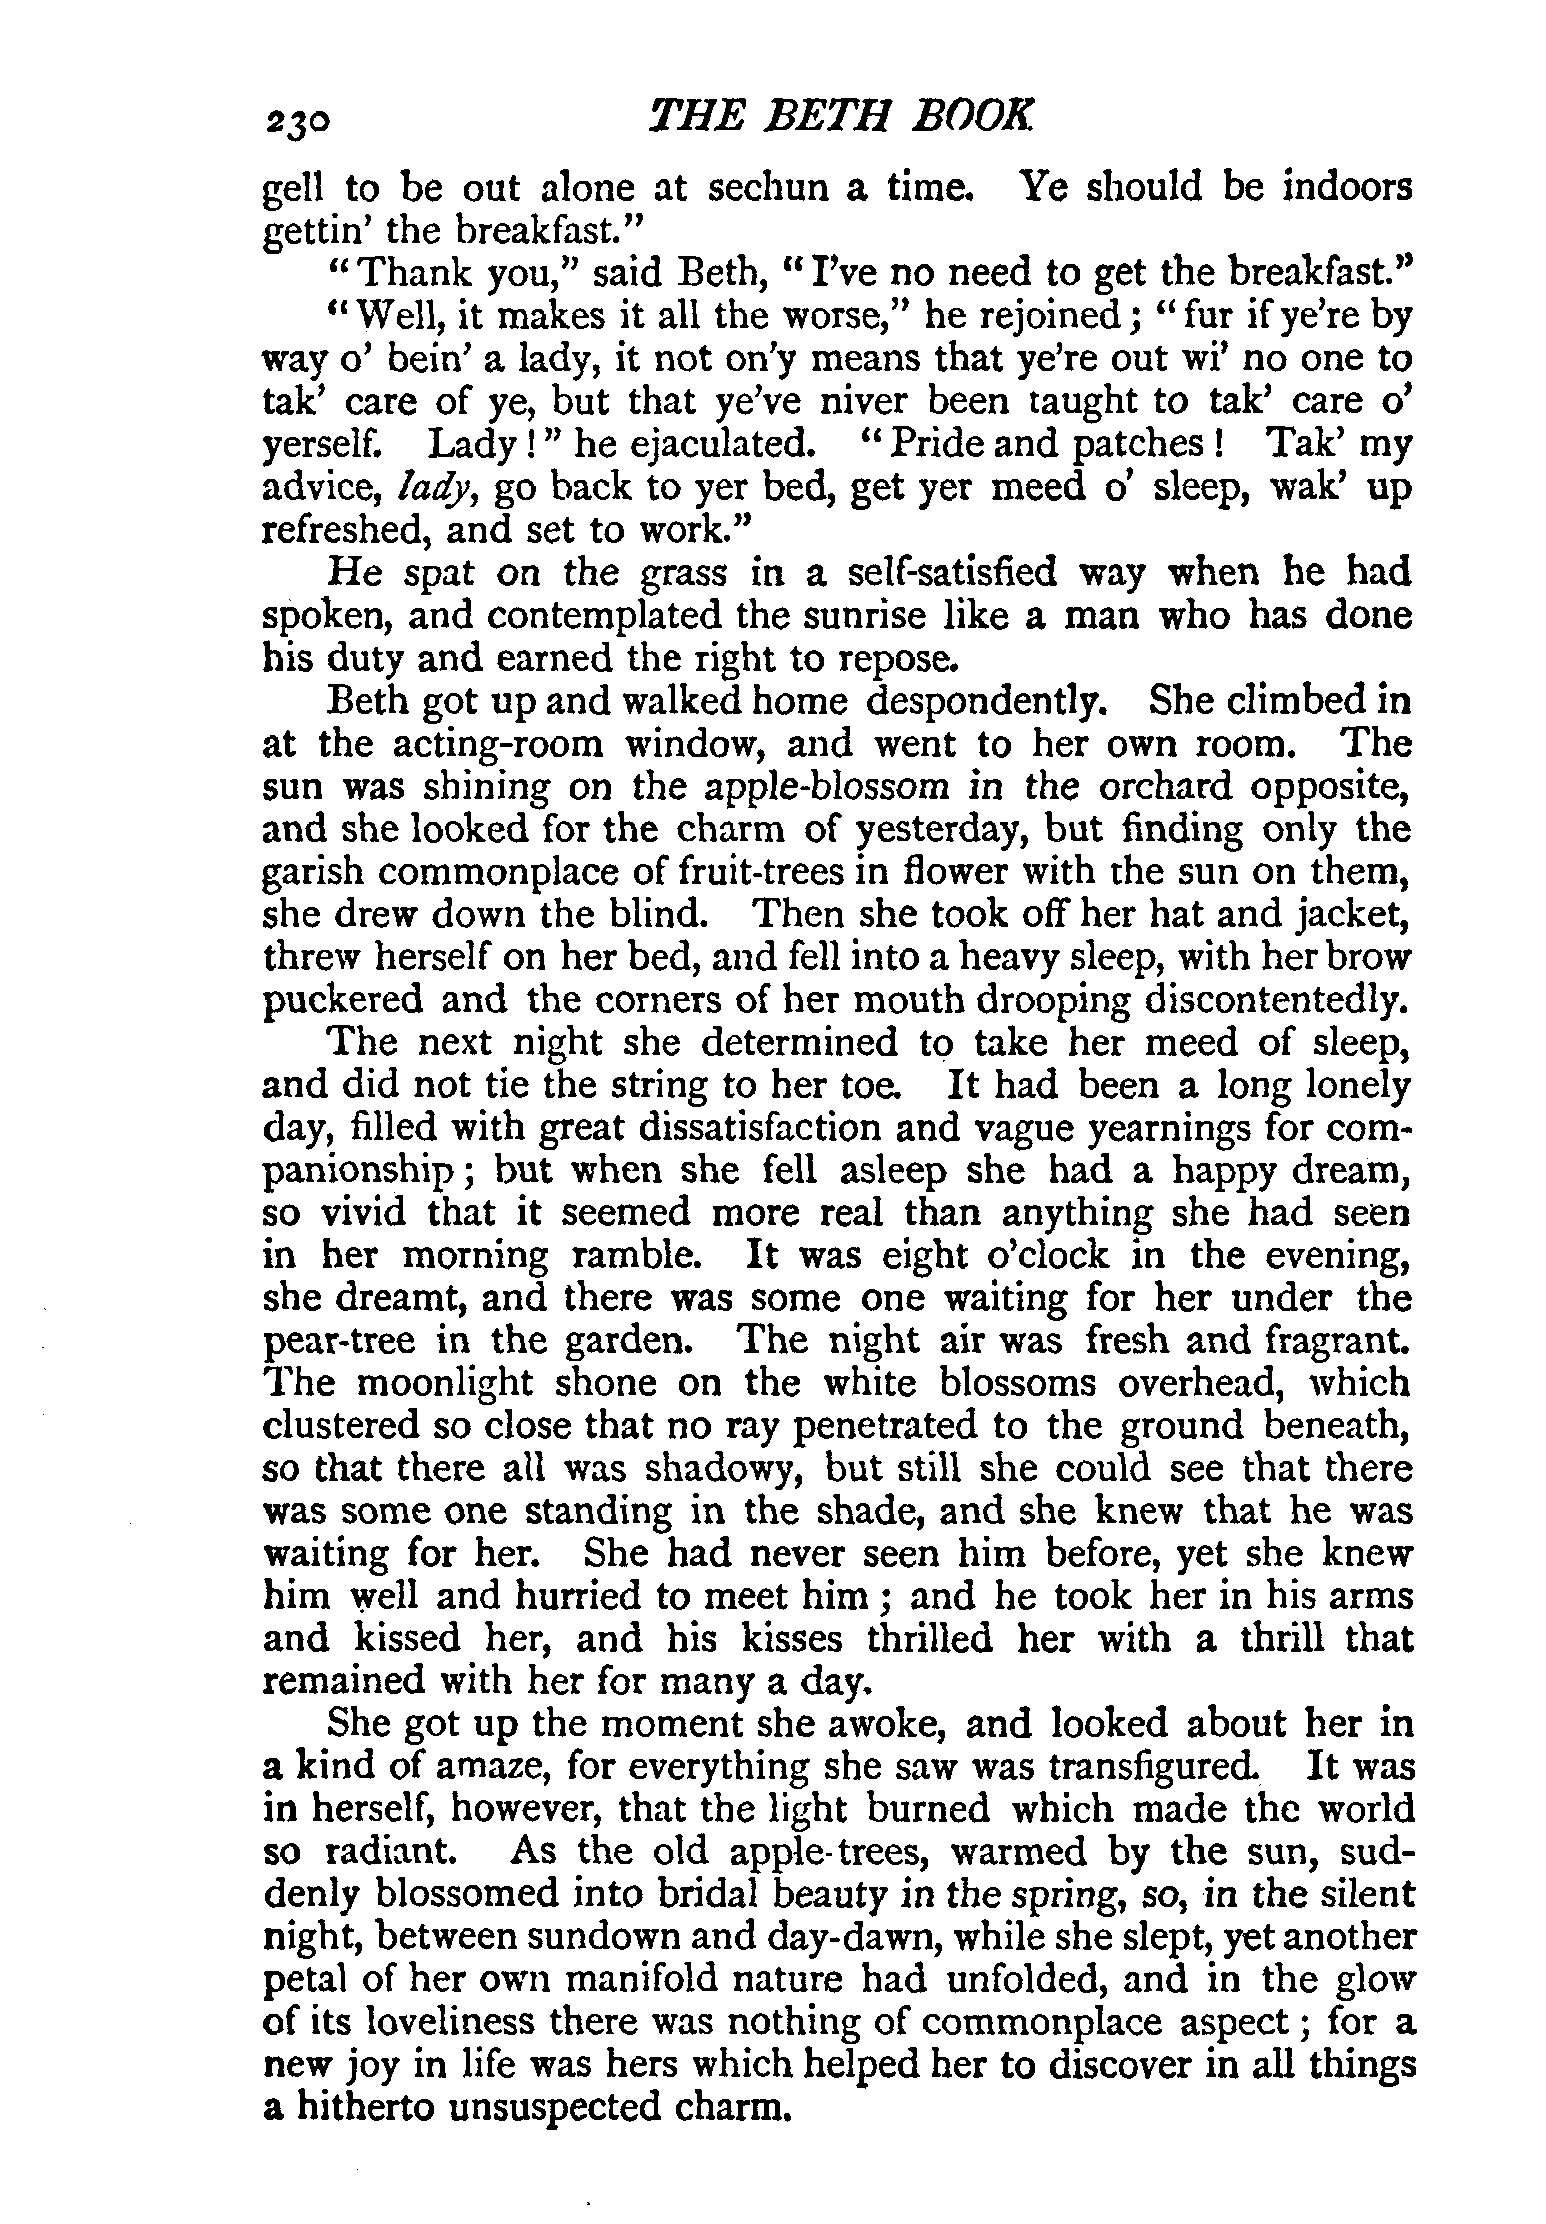 230 THE BETH BOOK
gell to be out alone at sechun a time. Ye should be indoors
gettin' the breakfast."
"Thank you," said Beth, "I've no need to get the breakfast."
"Well, it makes it all the worse," he rejoined; "fur if ye're by
way o' bein' a lady, it not on'y means that ye're out wi' no one to
tak' care of ye, but that ye've niver been taught to tak' care o'
yerself. Lady!" he ejaculated. "Pride and patches! Tak' my
advice, lady, go back to yer bed, get yer meed o' sleep, wak' up
refreshed, and set to work."
He spat on the grass in a self-satisfied way when he had
spoken, and contemplated the sunrise like a man who has done
his duty and earned the right to repose.
Beth got up and walked home despondently. She climbed in
at the acting-room window, and went to her own room. The
sun was shining on the apple-blossom in the orchard opposite,
and she looked for the charm of yesterday, but finding only the
garish commonplace of fruit-trees in flower with the sun on them,
she drew down the blind. Then she took off her hat and jacket,
threw herself on her bed, and fell into a heavy sleep, with her brow
puckered and the corners of her mouth drooping discontentedly.
The next night she determined to take her meed of sleep,
and did not tie the string to her toe. It had been a long lonely
day, filled with great dissatisfaction and vague yearnings for com-
panionship; but when she fell asleep she had a happy dream,
so vivid that it seemed more real than anything she had seen
in her morning ramble. It was eight o'clock in the evening,
she dreamt, and there was some one waiting for her under the
pear-tree in the garden. The night air was fresh and fragrant.
The moonlight shone on the white blossoms overhead, which
clustered so close that no ray penetrated to the ground beneath,
so that there all was shadowy, but still she could see that there
was some one standing in the shade, and she knew that he was
waiting for her. She had never seen him before, yet she knew
him well and hurried to meet him; and he took her in his arms
and kissed her, and his kisses thrilled her with a thrill that
remained with her for many a day.
She got up the moment she awoke, and looked about her in
a kind of amaze, for everything she saw was transfigured. It was
in herself, however, that the light burned which made the world
so radiant. As the old apple-trees, warmed by the sun, sud-
denly blossomed into bridal beauty in the spring, so, in the silent
night, between sundown and day-dawn, while she slept, yet another
petal of her own manifold nature had unfolded, and in the glow
of its loveliness there was nothing of commonplace aspect; for a
new joy in life was hers which helped her to discover in all things
a hitherto unsuspected charm.